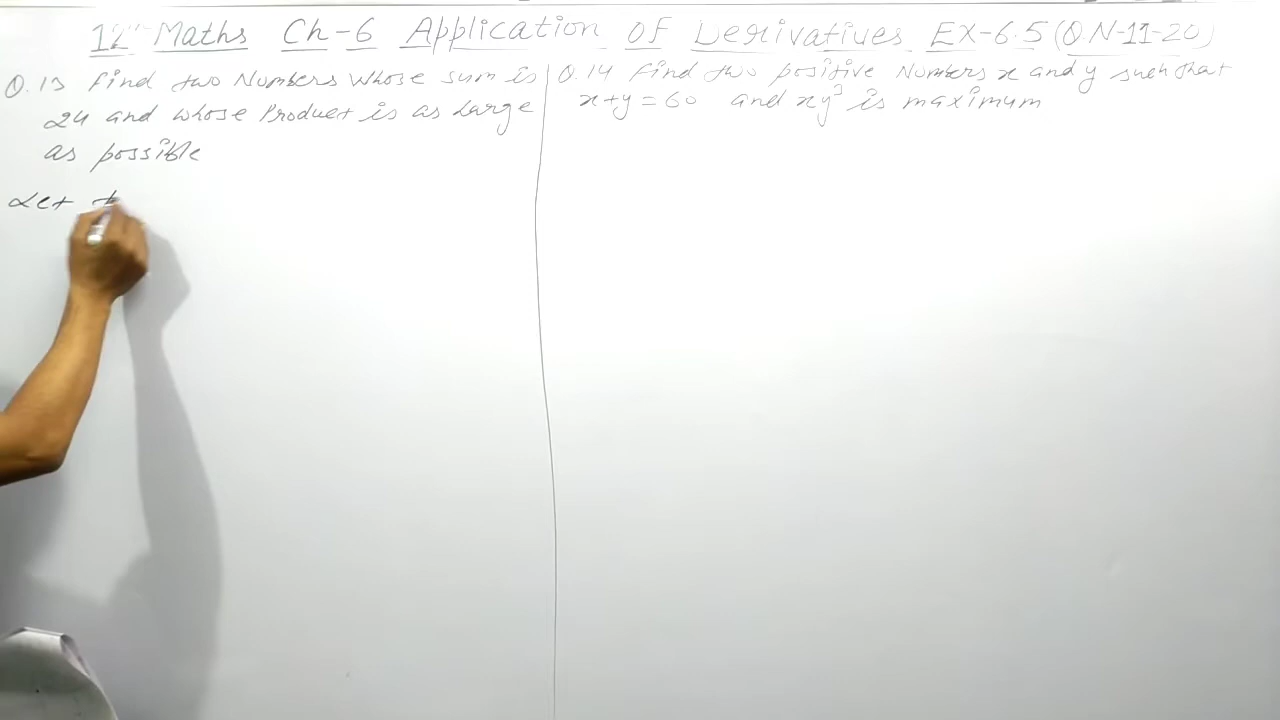 12th Maths Ch-6 Application OF Derivatives EX-6.5 (Q.N-11-20)
Q.13 Find two Numbers whose sum is
24 and whose Product is as Large
as possible
Let t
Q.14 Find two positive Numbers x and y such that
x+y=60 and xy³ is maximum